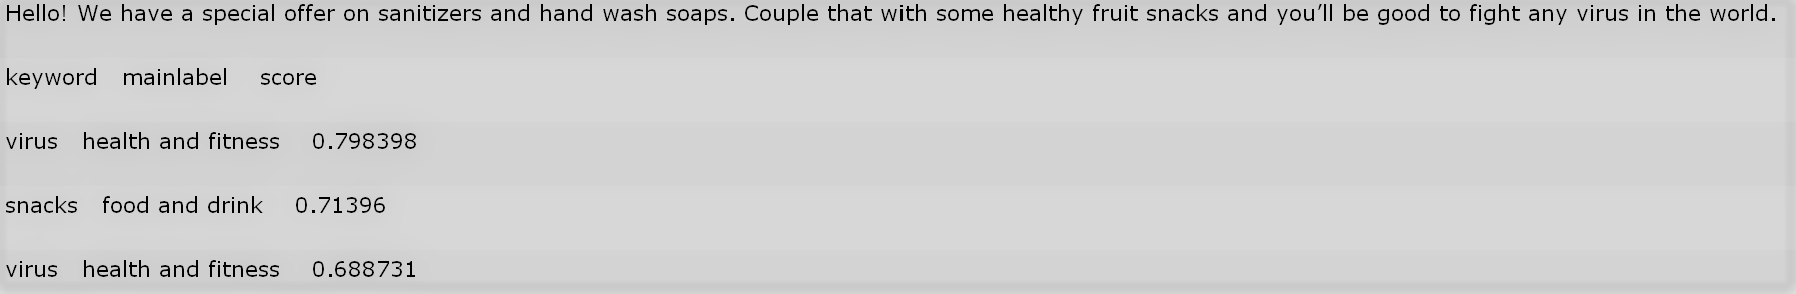 Hello! We have a special offer on sanitizers and hand wash soaps. Couple that with some healthy fruit snacks and you’ll be good to fight any virus in the world.
keyword mainlabel score
virus health and fitness 0.798398
snacks food and drink 0.71396
virus health and fitness 0.688731